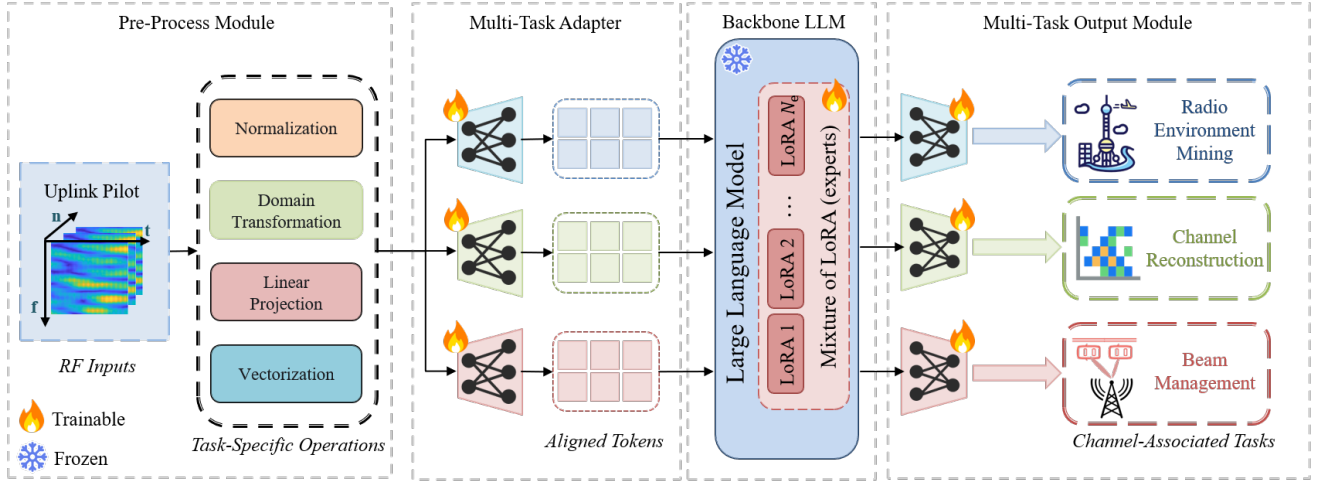 Pre-Process Module
Multi-Task Adapter
Backbone LLM
Multi-Task Output Module
Uplink Pilot
n
t
f
RF Inputs
Trainable
Frozen
Normalization
Domain
Transformation
Linear
Projection
Vectorization
Task-Specific Operations
Aligned Tokens
Large Language Model
LoRA 1
LoRA 2
...
LoRA Ne
Mixture of LoRA (experts)
Radio
Environment
Mining
Channel
Reconstruction
Beam
Management
Channel-Associated Tasks